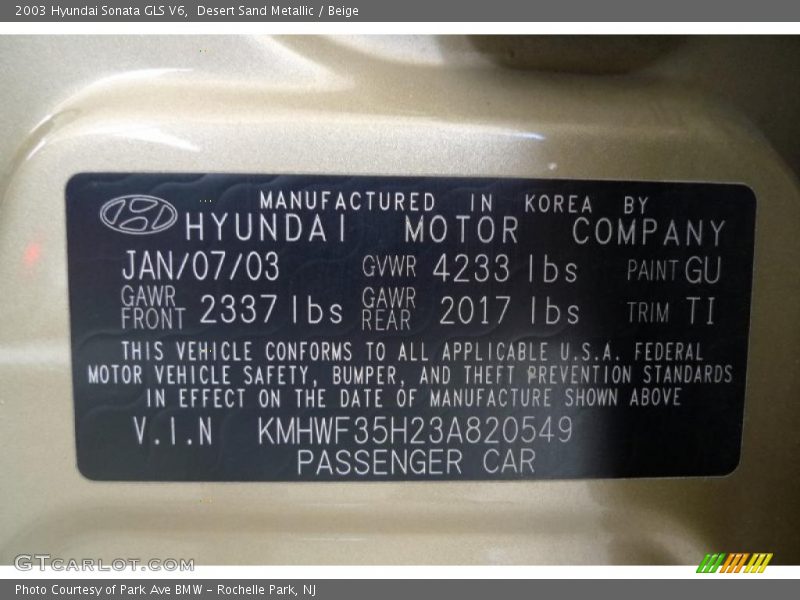 2003 Hyundai Sonata GLS V6, Desert Sand Metallic / Beige
MANUFACTURED IN KOREA BY
HYUNDAI MOTOR COMPANY
JAN/07/03 GVWR 4233 lbs PAINT GU
GAWR FRONT 2337 lbs GAWR REAR 2017 lbs TRIM TI
THIS VEHICLE CONFORMS TO ALL APPLICABLE U.S.A. FEDERAL
MOTOR VEHICLE SAFETY, BUMPER, AND THEFT PREVENTION STANDARDS
IN EFFECT ON THE DATE OF MANUFACTURE SHOWN ABOVE
V.I.N KMHWF35H23A820549
PASSENGER CAR
GTCARLOT.COM
Photo Courtesy of Park Ave BMW - Rochelle Park, NJ